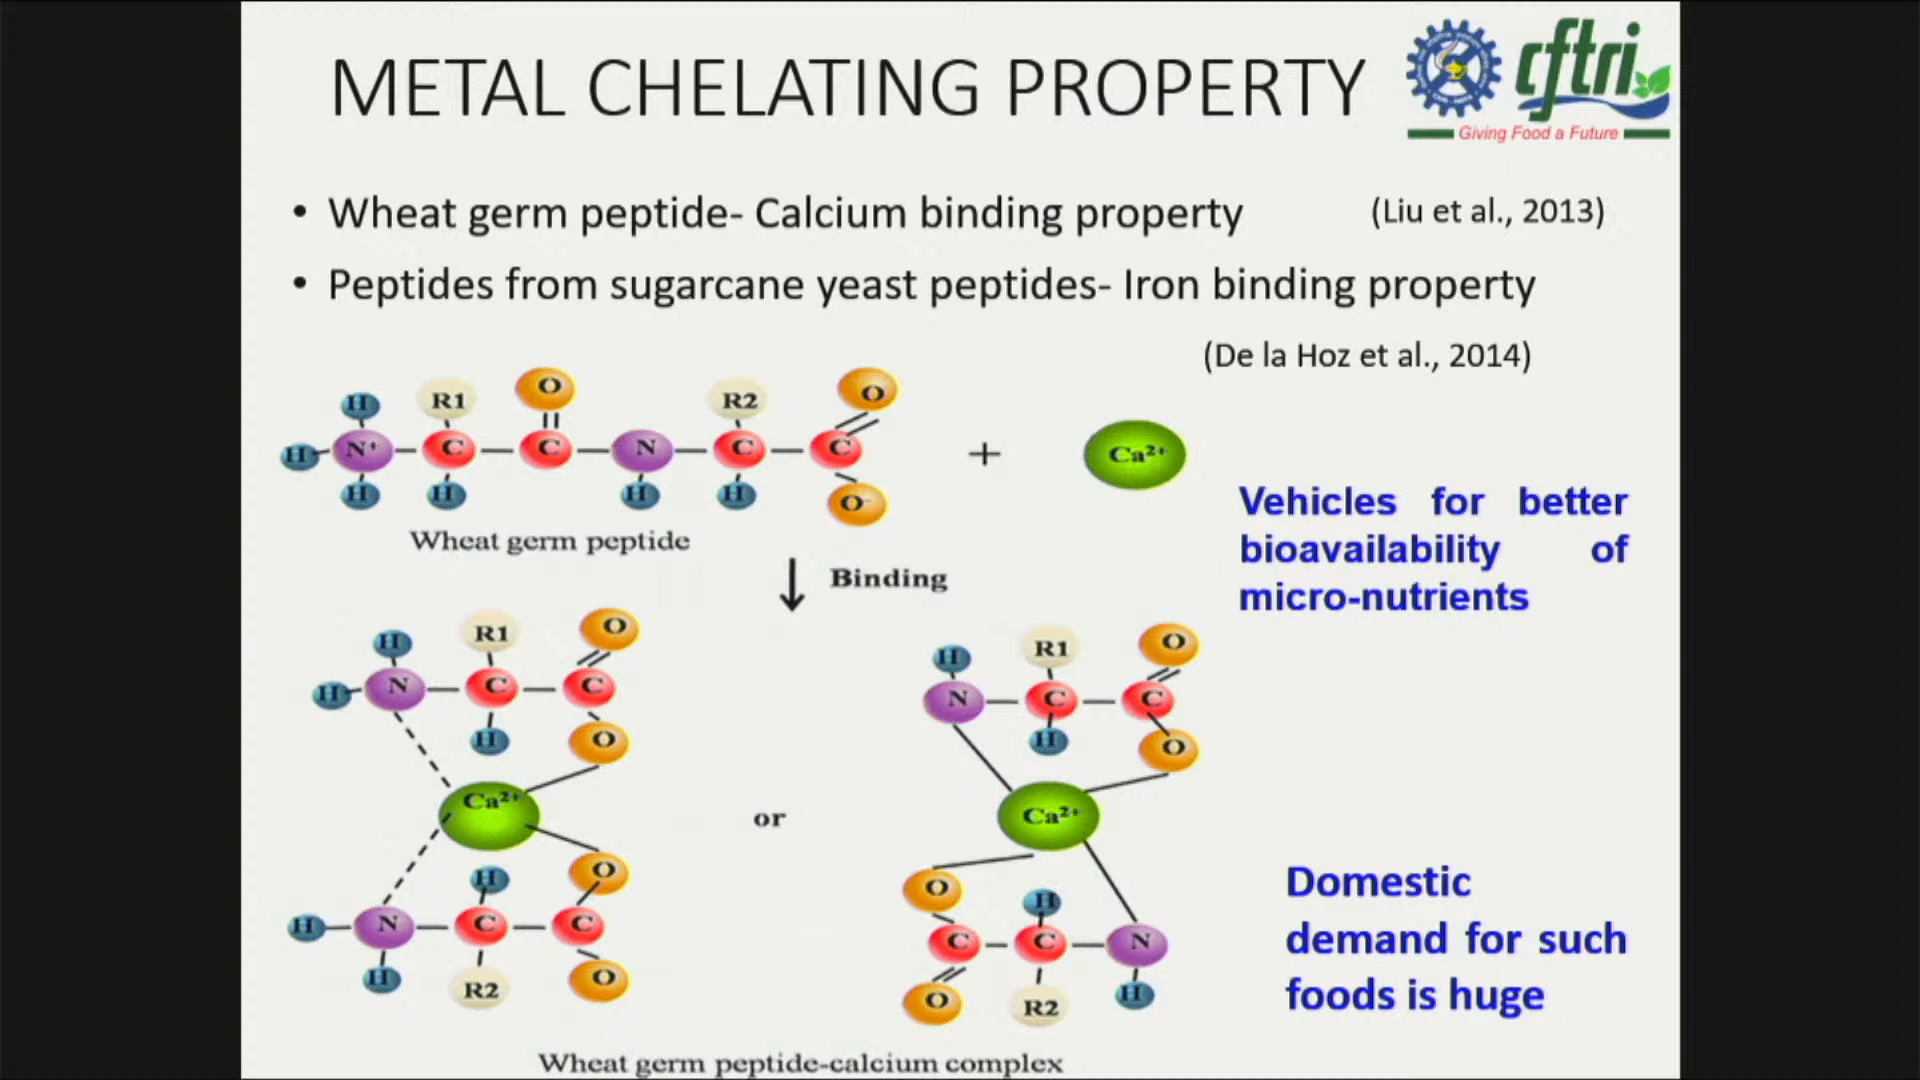 METAL CHELATING PROPERTY
cftri
Giving Food a Future
• Wheat germ peptide- Calcium binding property (Liu et al., 2013)
• Peptides from sugarcane yeast peptides- Iron binding property
(De la Hoz et al., 2014)
H R1 O R2 O
H N+ C C N C C + Ca²⁺
H H H H O⁻
Wheat germ peptide
Binding
Vehicles for better
bioavailability of
micro-nutrients
H R1 O
H N C C
H O
Ca²⁺
H O
H N C C
H R2 O
or
H R1 O
N C C
H O
Ca²⁺
O H
C C N
O R2 H
Domestic
demand for such
foods is huge
Wheat germ peptide-calcium complex